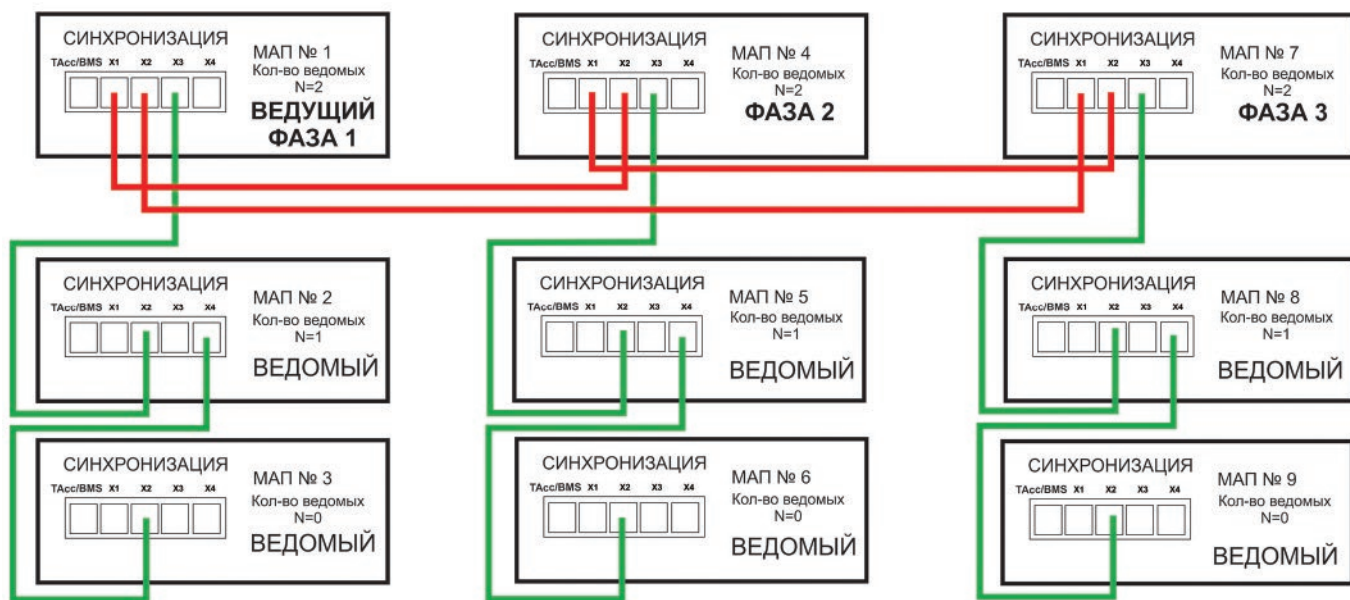 СИНХРОНИЗАЦИЯ
TAcc/BMS X1 X2 X3 X4
МАП № 1
Кол-во ведомых
N=2
ВЕДУЩИЙ
ФАЗА 1
СИНХРОНИЗАЦИЯ
TAcc/BMS X1 X2 X3 X4
МАП № 4
Кол-во ведомых
N=2
ФАЗА 2
СИНХРОНИЗАЦИЯ
TAcc/BMS X1 X2 X3 X4
МАП № 7
Кол-во ведомых
N=2
ФАЗА 3
СИНХРОНИЗАЦИЯ
TAcc/BMS X1 X2 X3 X4
МАП № 2
Кол-во ведомых
N=1
ВЕДОМЫЙ
СИНХРОНИЗАЦИЯ
TAcc/BMS X1 X2 X3 X4
МАП № 5
Кол-во ведомых
N=1
ВЕДОМЫЙ
СИНХРОНИЗАЦИЯ
TAcc/BMS X1 X2 X3 X4
МАП № 8
Кол-во ведомых
N=1
ВЕДОМЫЙ
СИНХРОНИЗАЦИЯ
TAcc/BMS X1 X2 X3 X4
МАП № 3
Кол-во ведомых
N=0
ВЕДОМЫЙ
СИНХРОНИЗАЦИЯ
TAcc/BMS X1 X2 X3 X4
МАП № 6
Кол-во ведомых
N=0
ВЕДОМЫЙ
СИНХРОНИЗАЦИЯ
TAcc/BMS X1 X2 X3 X4
МАП № 9
Кол-во ведомых
N=0
ВЕДОМЫЙ